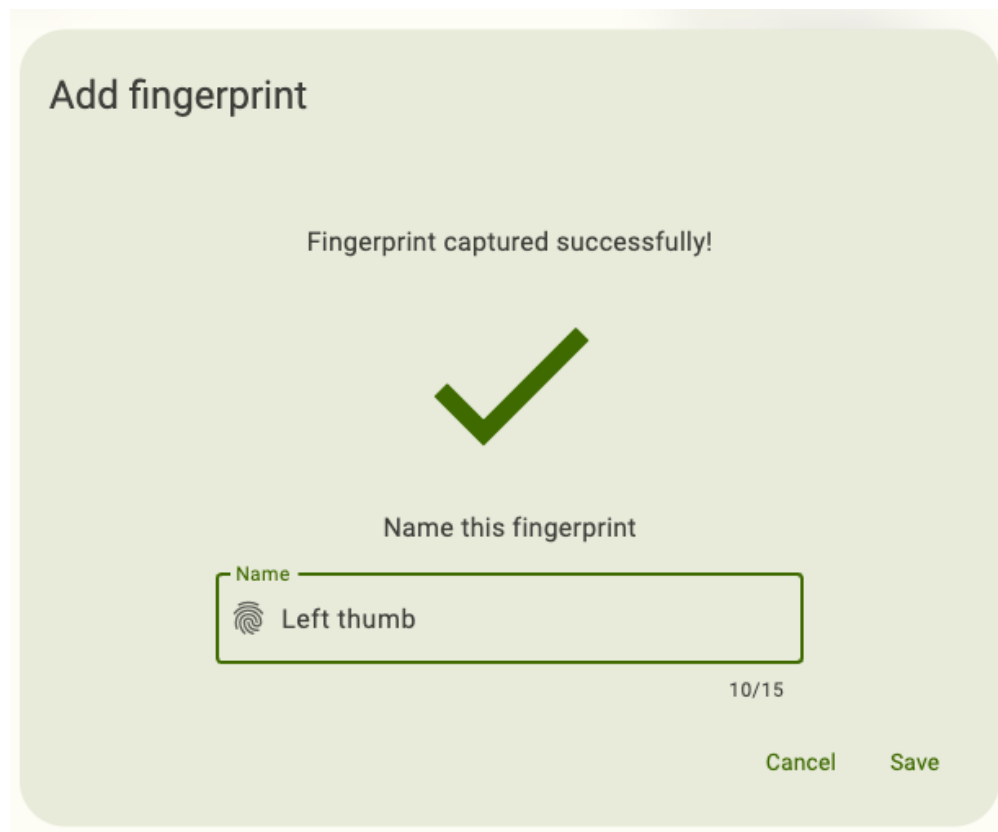 Add fingerprint
Fingerprint captured successfully!
Name this fingerprint
Name
Left thumb
10/15
Cancel Save